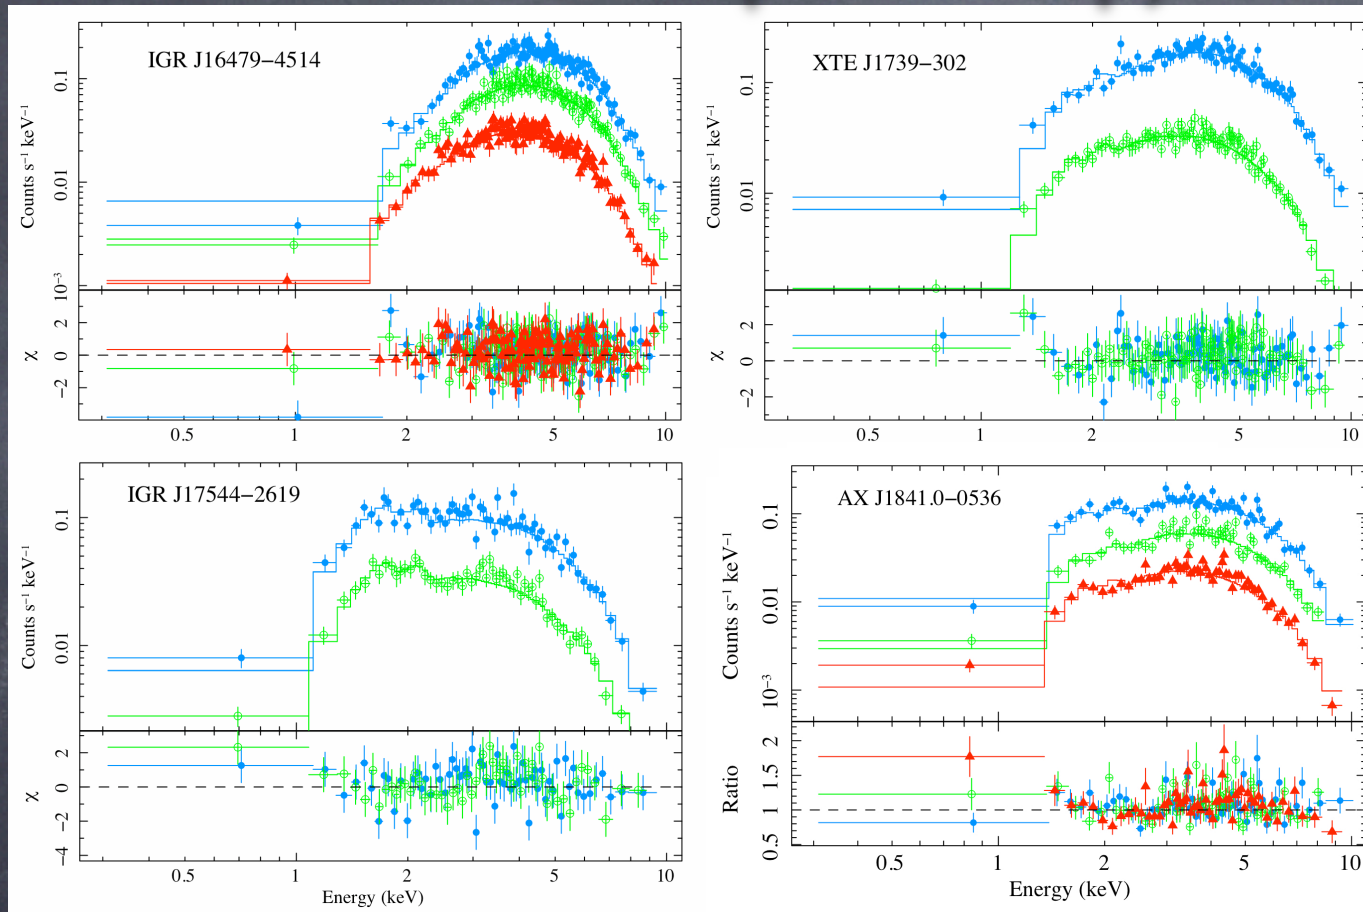 IGR J16479−4514
Counts s⁻¹ keV⁻¹
0.1
0.01
10⁻³
χ
2
0
−2
0.5 1 2 5 10
XTE J1739−302
Counts s⁻¹ keV⁻¹
0.1
0.01
χ
2
0
−2
0.5 1 2 5 10
IGR J17544−2619
Counts s⁻¹ keV⁻¹
0.1
0.01
χ
2
0
−2
−4
0.5 1 2 5 10
Energy (keV)
AX J1841.0−0536
Counts s⁻¹ keV⁻¹
0.1
0.01
10⁻³
Ratio
2
1.5
1
0.5
0.5 1 2 5 10
Energy (keV)